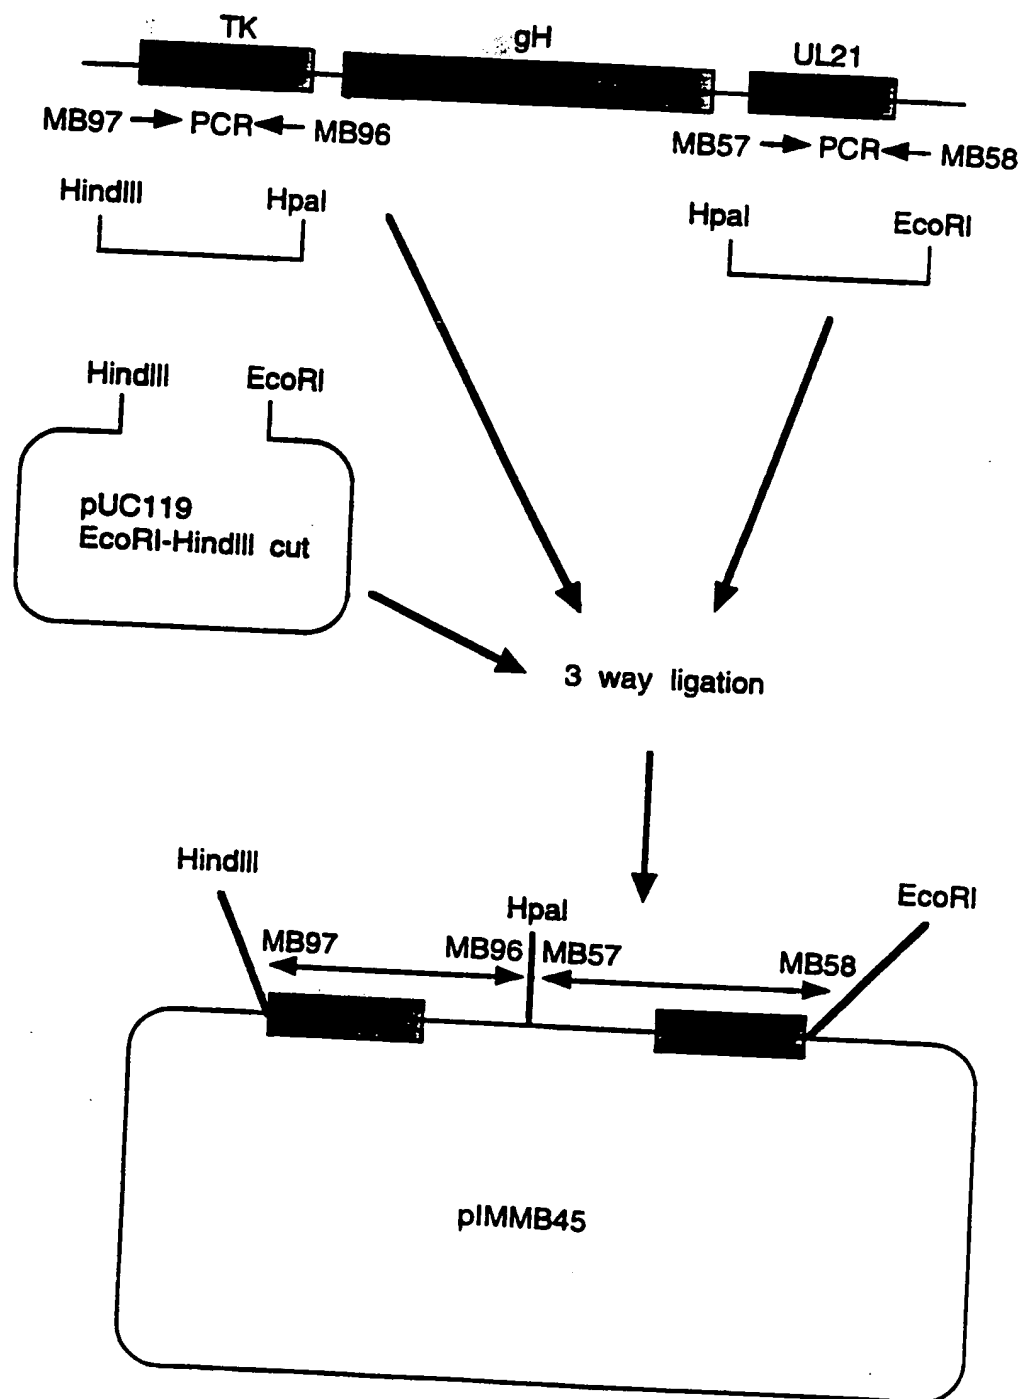 TK
gH
UL21
MB97 PCR MB96
MB57 PCR MB58
HindIII HpaI
HpaI EcoRI
HindIII EcoRI
pUC119
EcoRI-HindIII cut
3 way ligation
HindIII
HpaI
EcoRI
MB97 MB96 MB57 MB58
pIMMB45